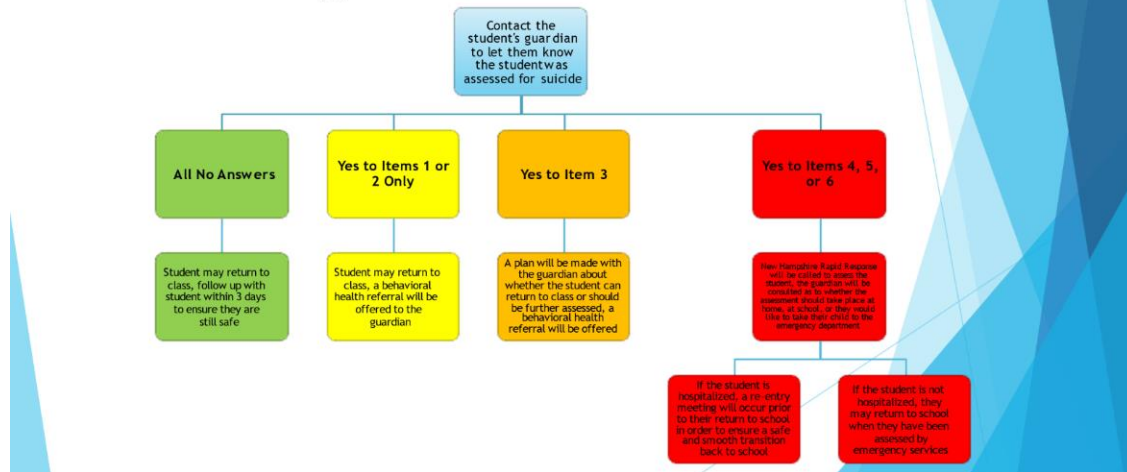 Contact the
student's guardian
to let them know
the student was
assessed for suicide
All No Answers
Yes to Items 1 or
2 Only
Yes to Item 3
Yes to Items 4, 5,
or 6
Student may return to
class, follow up with
student within 3 days
to ensure they are
still safe
Student may return to
class, a behavioral
health referral will be
offered to the
guardian
A plan will be made with
the guardian about
whether the student can
return to class or should
be further assessed, a
behavioral health
referral will be offered
New Hampshire Rapid Response
will be called to assess the
student, the guardian will be
consulted as to whether the
assessment should take place at
home, at school, or they would
like to take their child to the
emergency department
If the student is
hospitalized, a re-entry
meeting will occur prior
to their return to school
in order to ensure a safe
and smooth transition
back to school
If the student is not
hospitalized, they
may return to school
when they have been
assessed by
emergency services